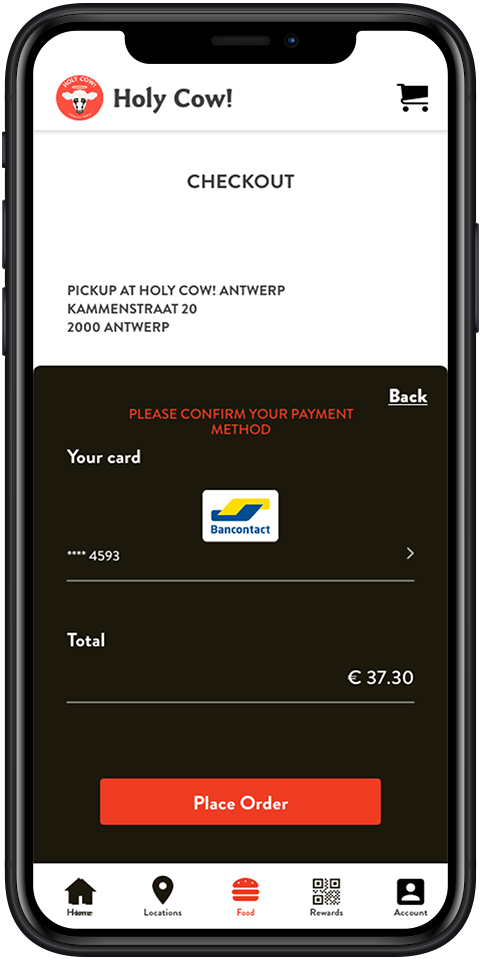 HOLY COW!
Holy Cow!
CHECKOUT
PICKUP AT HOLY COW! ANTWERP
KAMMENSTRAAT 20
2000 ANTWERP
Back
PLEASE CONFIRM YOUR PAYMENT
METHOD
Your card
Bancontact
**** 4593
Total
€ 37.30
Place Order
Home Locations Food Rewards Account